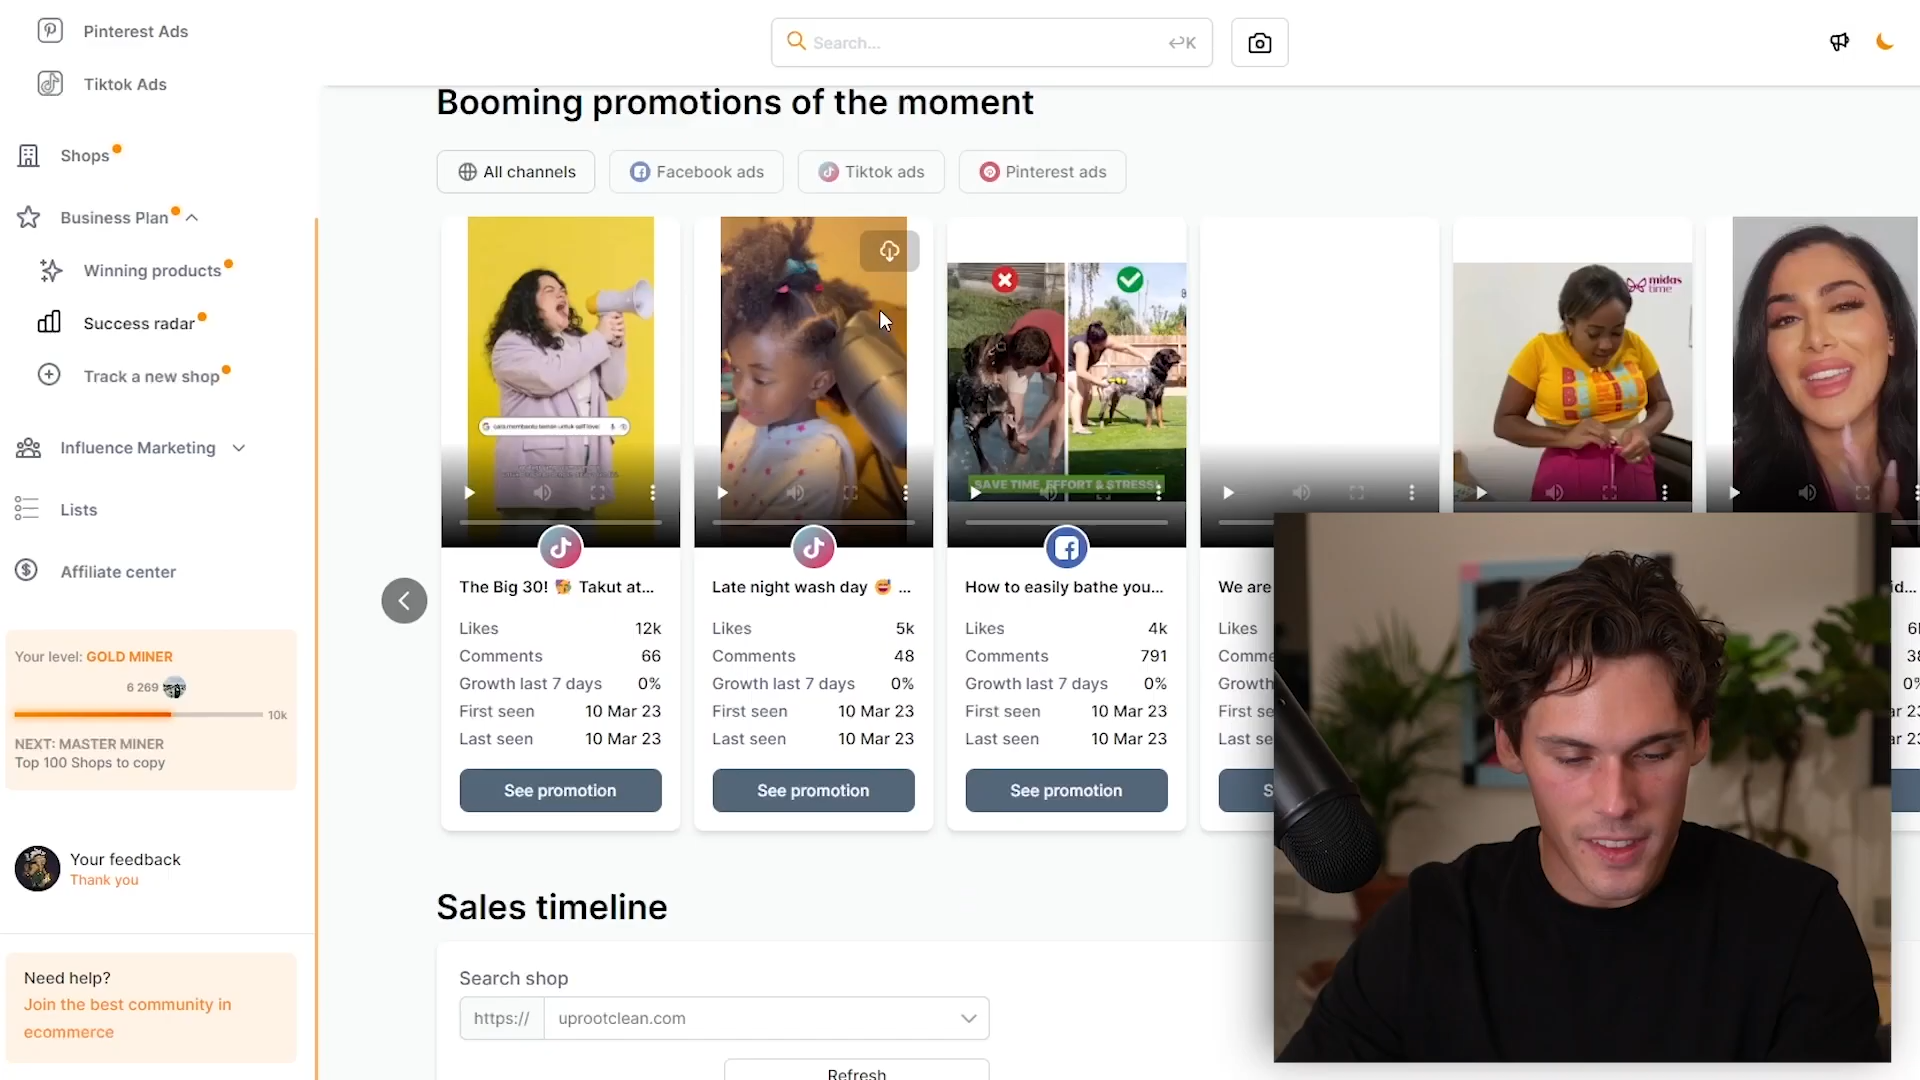 Pinterest Ads
Tiktok Ads
Shops
Business Plan
Winning products
Success radar
Track a new shop
Influence Marketing
Lists
Affiliate center
Your level: GOLD MINER
6 269
10k
NEXT: MASTER MINER
Top 100 Shops to copy
Your feedback
Thank you
Need help?
Join the best community in
ecommerce
Search...
K
Booming promotions of the moment
All channels
Facebook ads
Tiktok ads
Pinterest ads
SAVE TIME, EFFORT & STRESS!
midas
time
The Big 30! 🥳 Takut at...
Likes 12k
Comments 66
Growth last 7 days 0%
First seen 10 Mar 23
Last seen 10 Mar 23
See promotion
Late night wash day 😅 ...
Likes 5k
Comments 48
Growth last 7 days 0%
First seen 10 Mar 23
Last seen 10 Mar 23
See promotion
How to easily bathe you...
Likes 4k
Comments 791
Growth last 7 days 0%
First seen 10 Mar 23
Last seen 10 Mar 23
See promotion
We are
Likes
Comme
Growth
First se
Last se
S
Sales timeline
Search shop
https:// uprootclean.com
Refresh